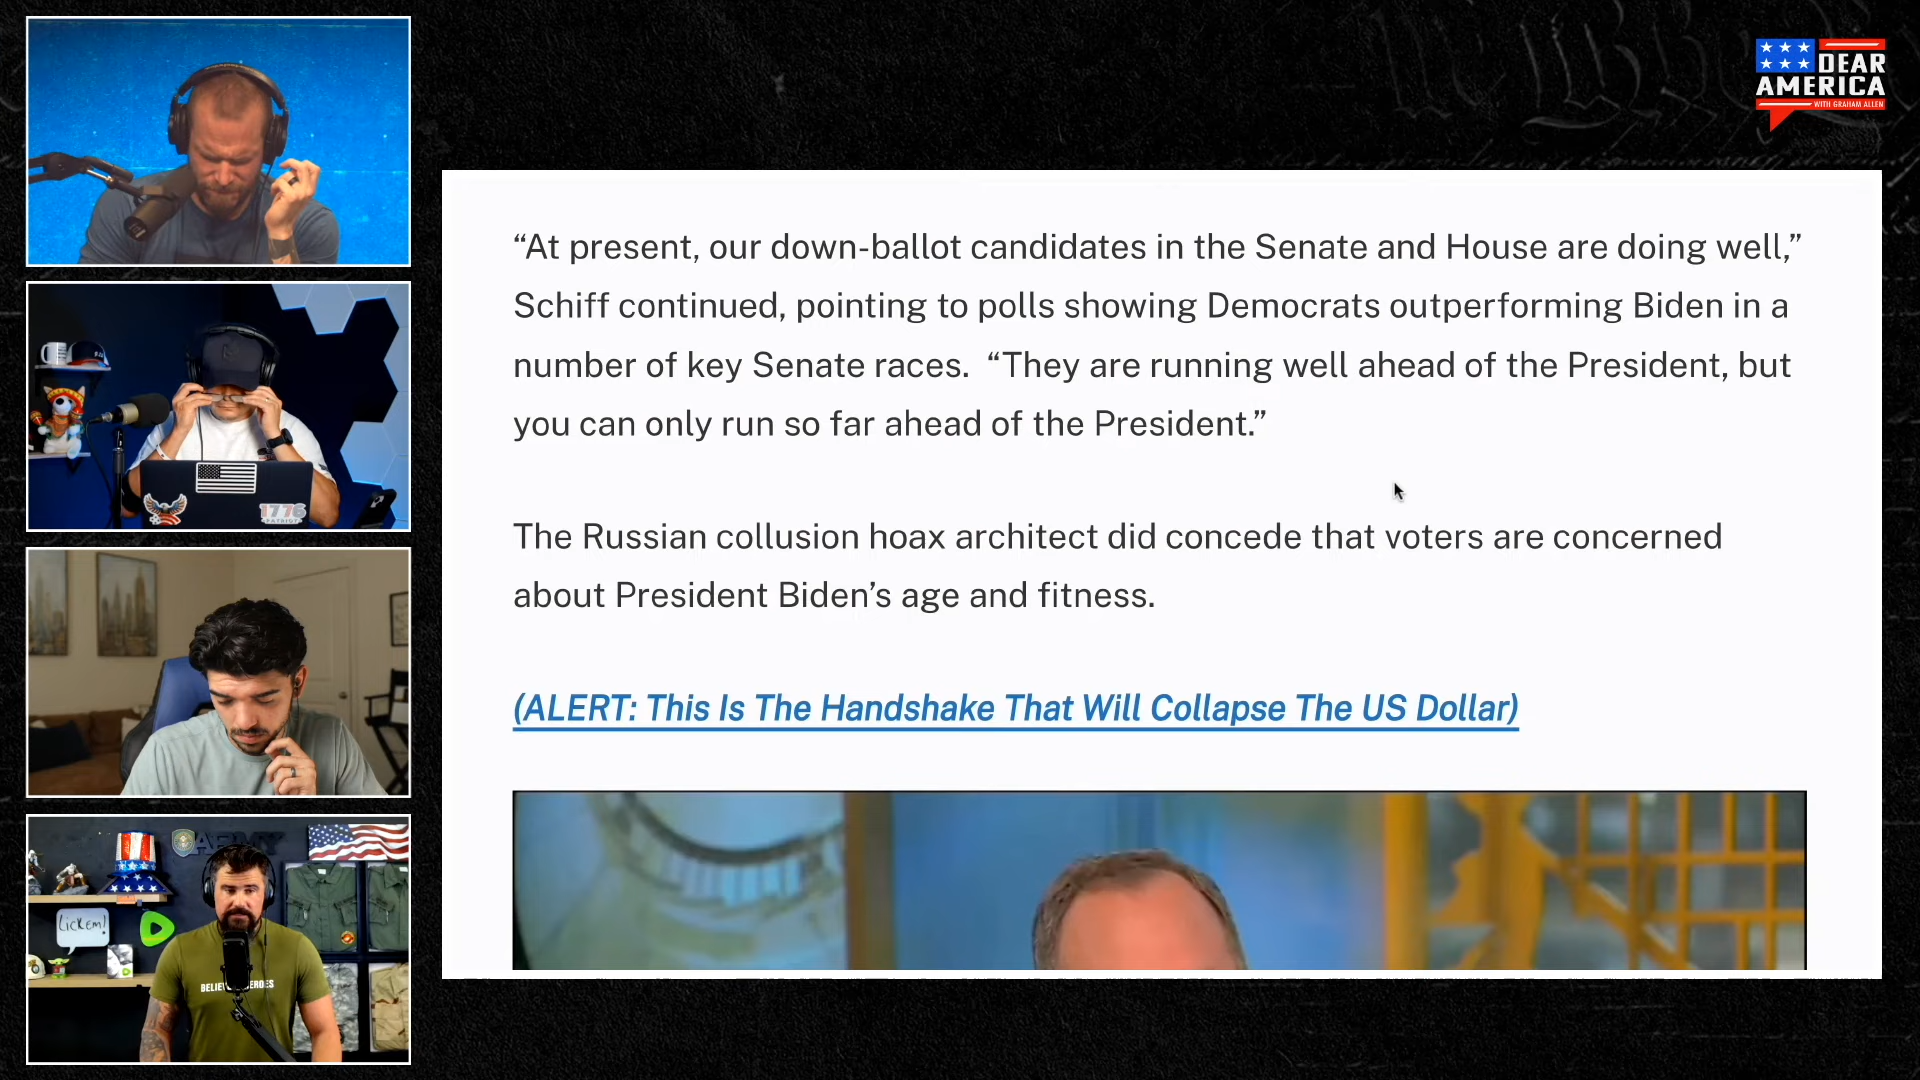 DEAR
AMERICA
WITH GRAHAM ALLEN
“At present, our down-ballot candidates in the Senate and House are doing well,”
Schiff continued, pointing to polls showing Democrats outperforming Biden in a
number of key Senate races.  “They are running well ahead of the President, but
you can only run so far ahead of the President.”
The Russian collusion hoax architect did concede that voters are concerned
about President Biden’s age and fitness.
(ALERT: This Is The Handshake That Will Collapse The US Dollar)
1776
PATRIOT
ARMY
Lick Em!